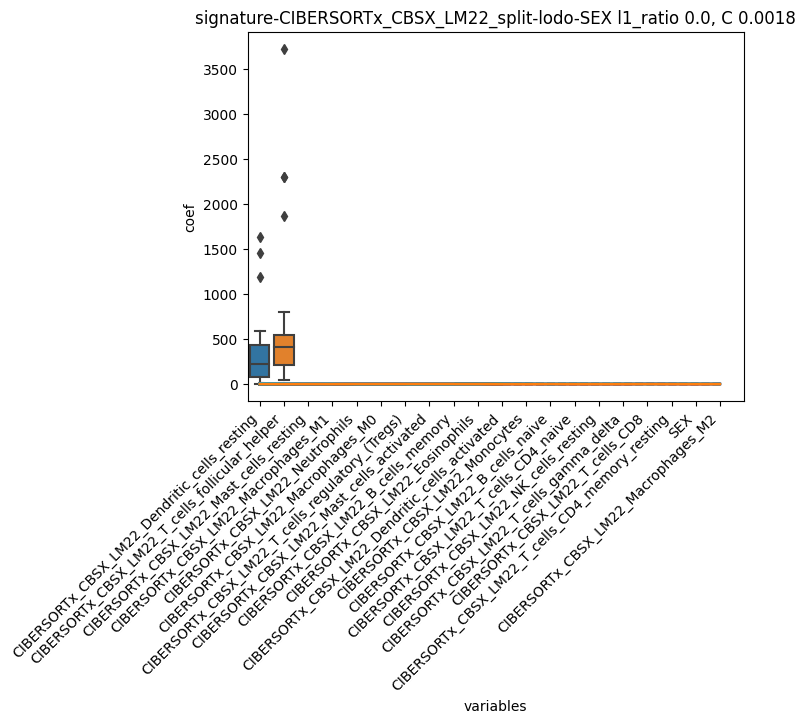 signature-CIBERSORTx_CBSX_LM22_split-lodo-SEX l1_ratio 0.0, C 0.0018
coef
3500
3000
2500
2000
1500
1000
500
0
CIBERSORTx_CBSX_LM22_Dendritic_cells_resting
CIBERSORTx_CBSX_LM22_T_cells_follicular_helper
CIBERSORTx_CBSX_LM22_Mast_cells_resting
CIBERSORTx_CBSX_LM22_Macrophages_M1
CIBERSORTx_CBSX_LM22_Neutrophils
CIBERSORTx_CBSX_LM22_Macrophages_M0
CIBERSORTx_CBSX_LM22_T_cells_regulatory_(Tregs)
CIBERSORTx_CBSX_LM22_Mast_cells_activated
CIBERSORTx_CBSX_LM22_B_cells_memory
CIBERSORTx_CBSX_LM22_Eosinophils
CIBERSORTx_CBSX_LM22_Dendritic_cells_activated
CIBERSORTx_CBSX_LM22_Monocytes
CIBERSORTx_CBSX_LM22_B_cells_naive
CIBERSORTx_CBSX_LM22_T_cells_CD4_naive
CIBERSORTx_CBSX_LM22_NK_cells_resting
CIBERSORTx_CBSX_LM22_T_cells_gamma_delta
CIBERSORTx_CBSX_LM22_T_cells_CD8
CIBERSORTx_CBSX_LM22_T_cells_CD4_memory_resting
SEX
CIBERSORTx_CBSX_LM22_Macrophages_M2
variables